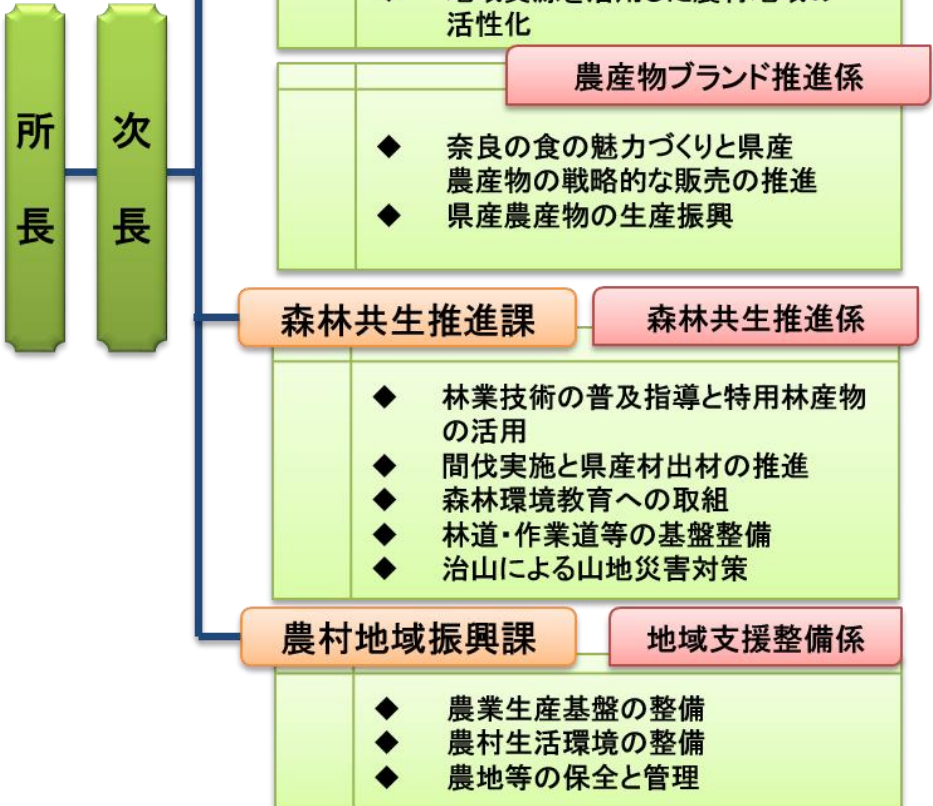 所長
次長
活性化
農産物ブランド推進係
◆ 奈良の食の魅力づくりと県産
農産物の戦略的な販売の推進
◆ 県産農産物の生産振興
森林共生推進課
森林共生推進係
◆ 林業技術の普及指導と特用林産物
の活用
◆ 間伐実施と県産材出材の推進
◆ 森林環境教育への取組
◆ 林道・作業道等の基盤整備
◆ 治山による山地災害対策
農村地域振興課
地域支援整備係
◆ 農業生産基盤の整備
◆ 農村生活環境の整備
◆ 農地等の保全と管理